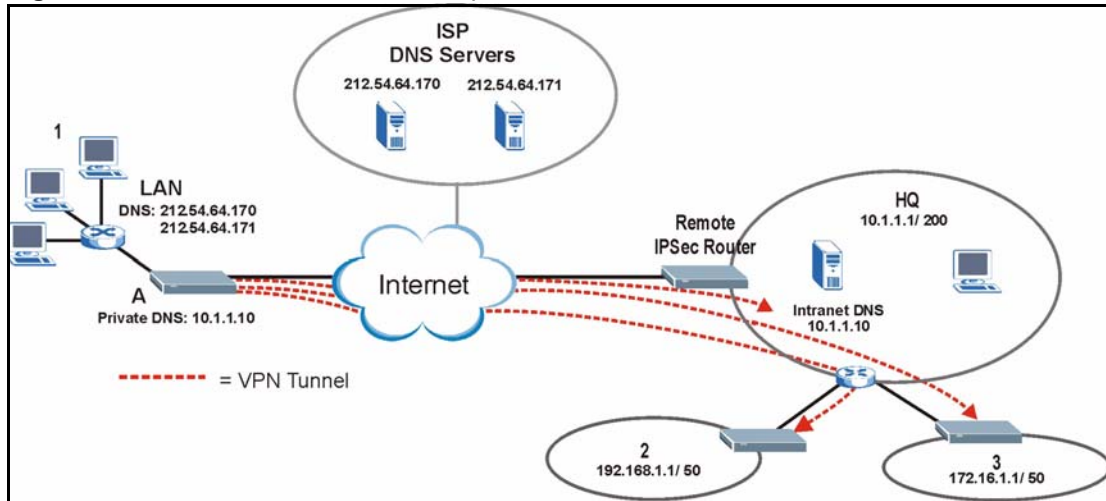 ISP
DNS Servers
212.54.64.170 212.54.64.171
1
LAN
DNS: 212.54.64.170
212.54.64.171
A
Private DNS: 10.1.1.10
Internet
Remote
IPSec Router
HQ
10.1.1.1/ 200
Intranet DNS
10.1.1.10
= VPN Tunnel
2
192.168.1.1/ 50
3
172.16.1.1/ 50